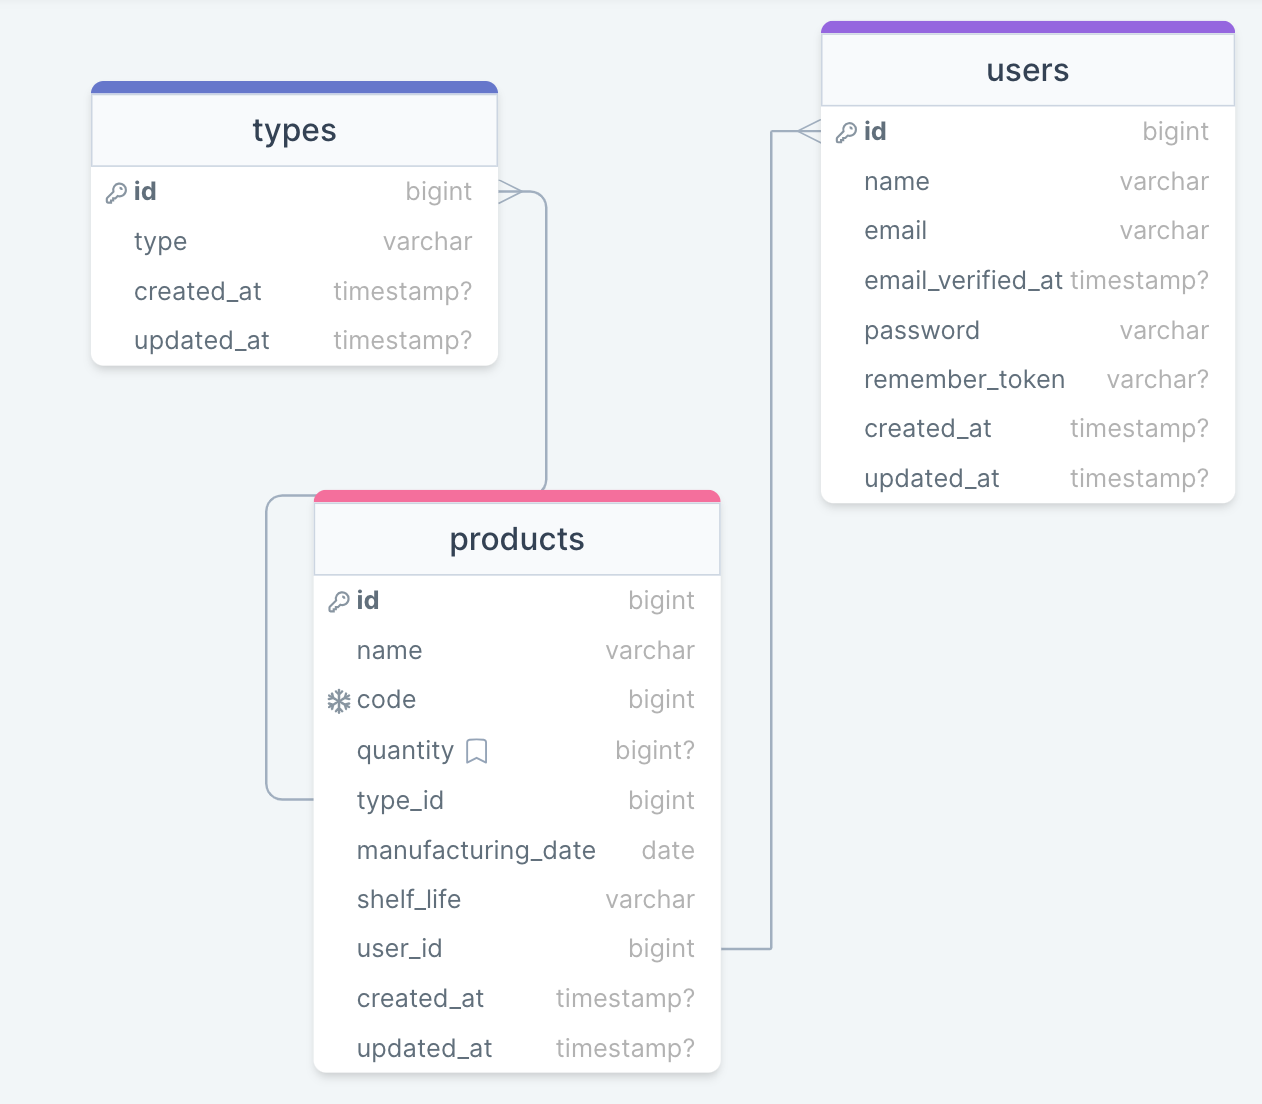 types
id bigint
type varchar
created_at timestamp?
updated_at timestamp?
users
id bigint
name varchar
email varchar
email_verified_at timestamp?
password varchar
remember_token varchar?
created_at timestamp?
updated_at timestamp?
products
id bigint
name varchar
code bigint
quantity bigint?
type_id bigint
manufacturing_date date
shelf_life varchar
user_id bigint
created_at timestamp?
updated_at timestamp?